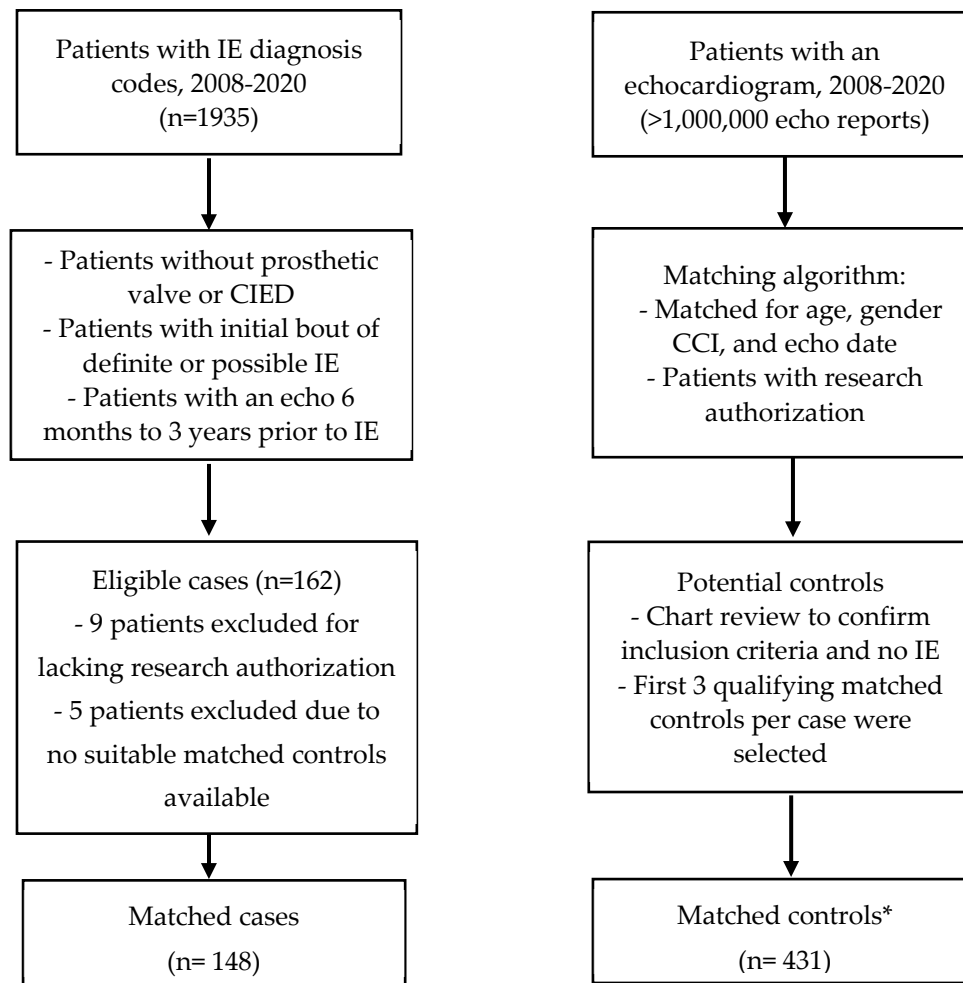 Patients with IE diagnosis
codes, 2008-2020
(n=1935)
- Patients without prosthetic
valve or CIED
- Patients with initial bout of
definite or possible IE
- Patients with an echo 6
months to 3 years prior to IE
Eligible cases (n=162)
- 9 patients excluded for
lacking research authorization
- 5 patients excluded due to
no suitable matched controls
available
Matched cases
(n= 148)
Patients with an
echocardiogram, 2008-2020
(>1,000,000 echo reports)
Matching algorithm:
- Matched for age, gender
CCI, and echo date
- Patients with research
authorization
Potential controls
- Chart review to confirm
inclusion criteria and no IE
- First 3 qualifying matched
controls per case were
selected
Matched controls*
(n= 431)